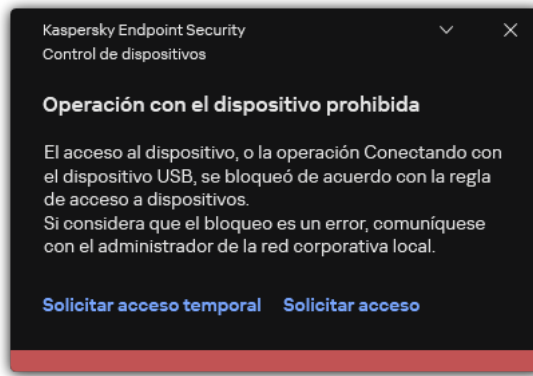 Kaspersky Endpoint Security
Control de dispositivos
Operación con el dispositivo prohibida
El acceso al dispositivo, o la operación Conectando con
el dispositivo USB, se bloqueó de acuerdo con la regla
de acceso a dispositivos.
Si considera que el bloqueo es un error, comuníquese
con el administrador de la red corporativa local.
Solicitar acceso temporal Solicitar acceso